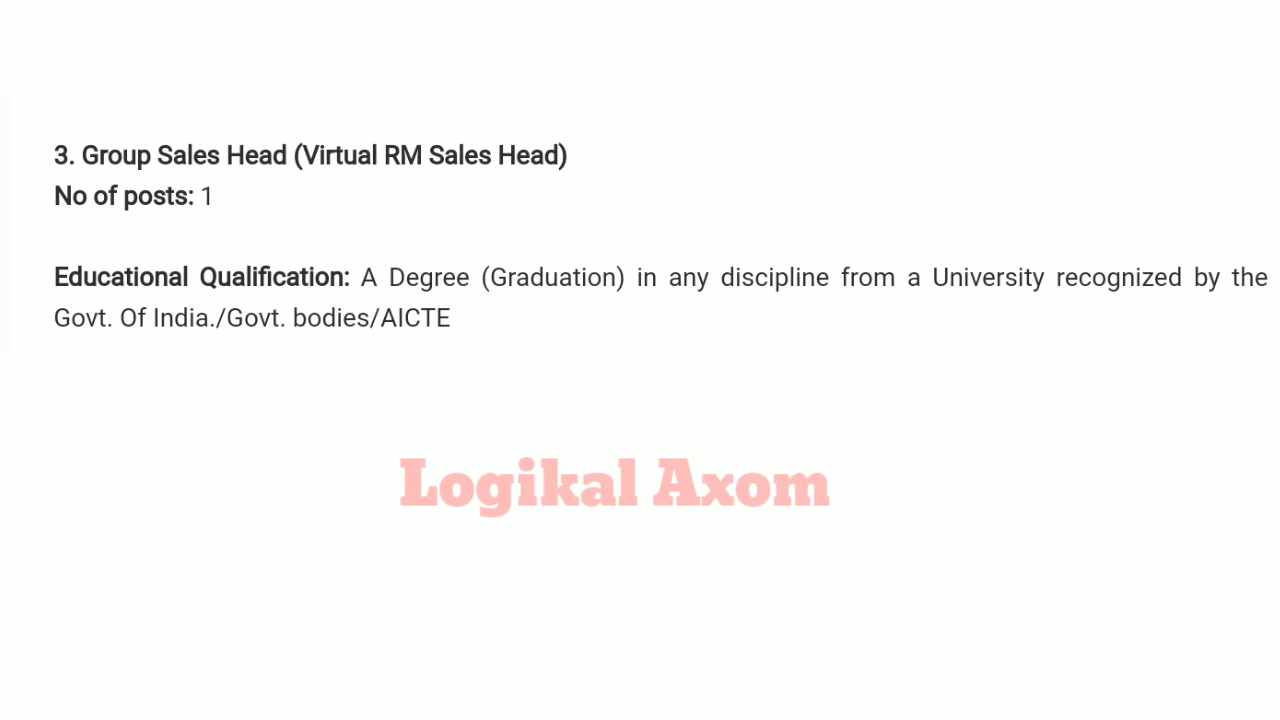 3. Group Sales Head (Virtual RM Sales Head)
No of posts: 1
Educational Qualification: A Degree (Graduation) in any discipline from a University recognized by the
Govt. Of India./Govt. bodies/AICTE
Logikal Axom